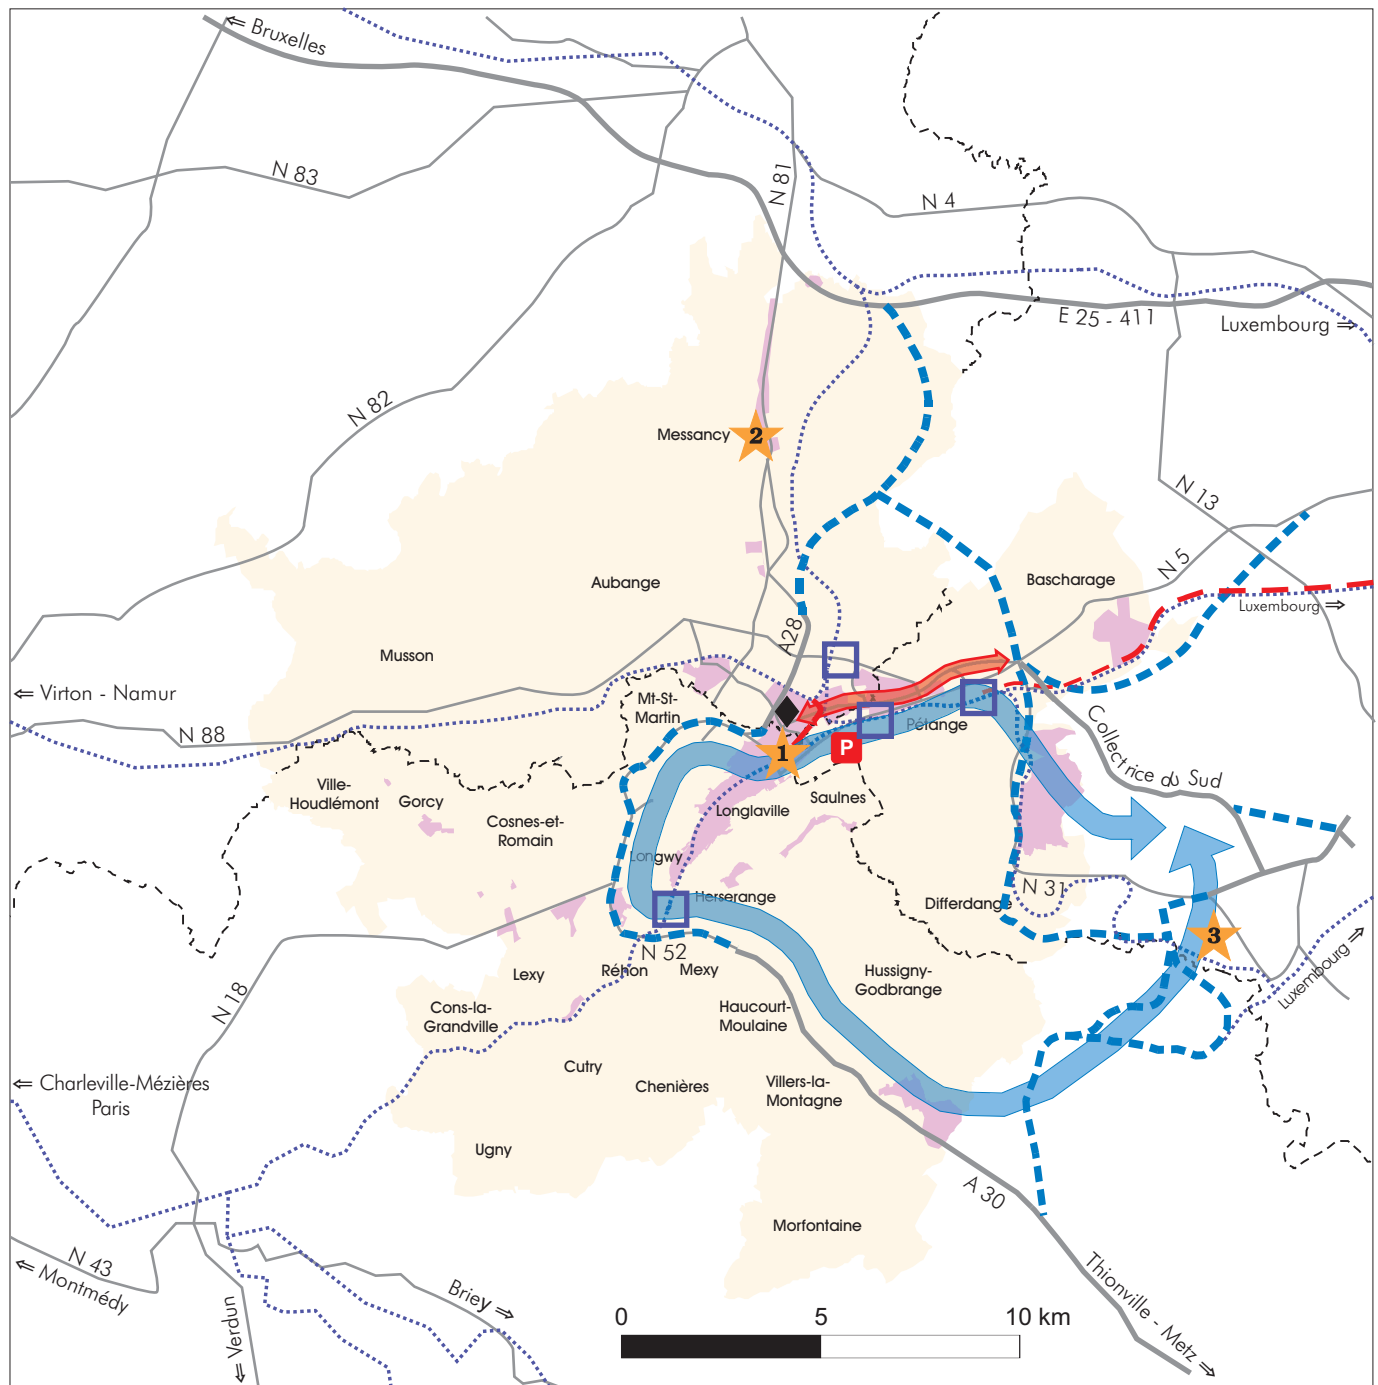 ⇐ Bruxelles
N 83
N 81
N 4
E 25 - 411
Luxembourg ⇒
N 82
Messancy
2
N 13
Aubange
Bascharage
N 5
Luxembourg ⇒
A28
Musson
⇐ Virton - Namur
Mt-St-
Martin
N 88
Pétange
1
P
Collectrice du Sud
Ville-
Houdlémont
Gorcy
Cosnes-et-
Romain
Longlaville
Saulnes
Longwy
Herserange
N 31
Differdange
3
N 52
Lexy
Réhon
Mexy
Hussigny-
Godbrange
Luxembourg ⇒
N 18
Cons-la-
Grandville
Haucourt-
Moulaine
Cutry
Chenières
Villers-la-
Montagne
⇐ Charleville-Mézières
Paris
Ugny
A 30
Morfontaine
N 43
⇐ Montmédy
Briey ⇒
⇐ Verdun
Thionville - Metz ⇒
0 5 10 km